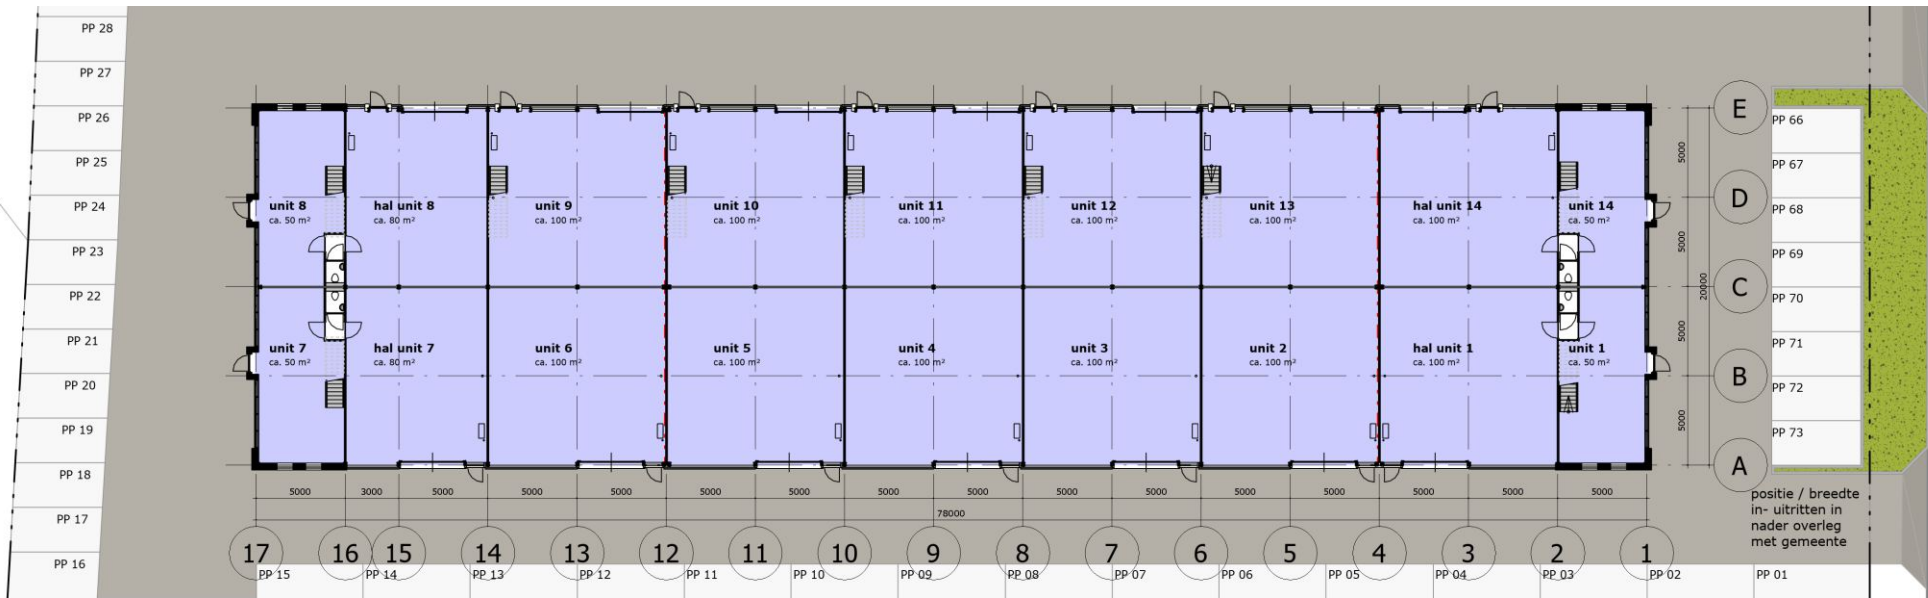 PP 28
PP 27
PP 26
PP 25
PP 24
PP 23
PP 22
PP 21
PP 20
PP 19
PP 18
PP 17
PP 16
unit 8
ca. 50 m²
hal unit 8
ca. 80 m²
unit 9
ca. 100 m²
unit 10
ca. 100 m²
unit 11
ca. 100 m²
unit 12
ca. 100 m²
unit 13
ca. 100 m²
hal unit 14
ca. 100 m²
unit 14
ca. 50 m²
unit 7
ca. 50 m²
hal unit 7
ca. 80 m²
unit 6
ca. 100 m²
unit 5
ca. 100 m²
unit 4
ca. 100 m²
unit 3
ca. 100 m²
unit 2
ca. 100 m²
hal unit 1
ca. 100 m²
unit 1
ca. 50 m²
E
D
C
B
A
5000
5000
5000
5000
20000
PP 66
PP 67
PP 68
PP 69
PP 70
PP 71
PP 72
PP 73
positie / breedte
in- uitritten in
nader overleg
met gemeente
5000 3000 5000 5000 5000 5000 5000 5000 5000 5000 5000 5000 5000 5000 5000 5000
78000
17 16 15 14 13 12 11 10 9 8 7 6 5 4 3 2 1
PP 15 PP 14 PP 13 PP 12 PP 11 PP 10 PP 09 PP 08 PP 07 PP 06 PP 05 PP 04 PP 03 PP 02 PP 01